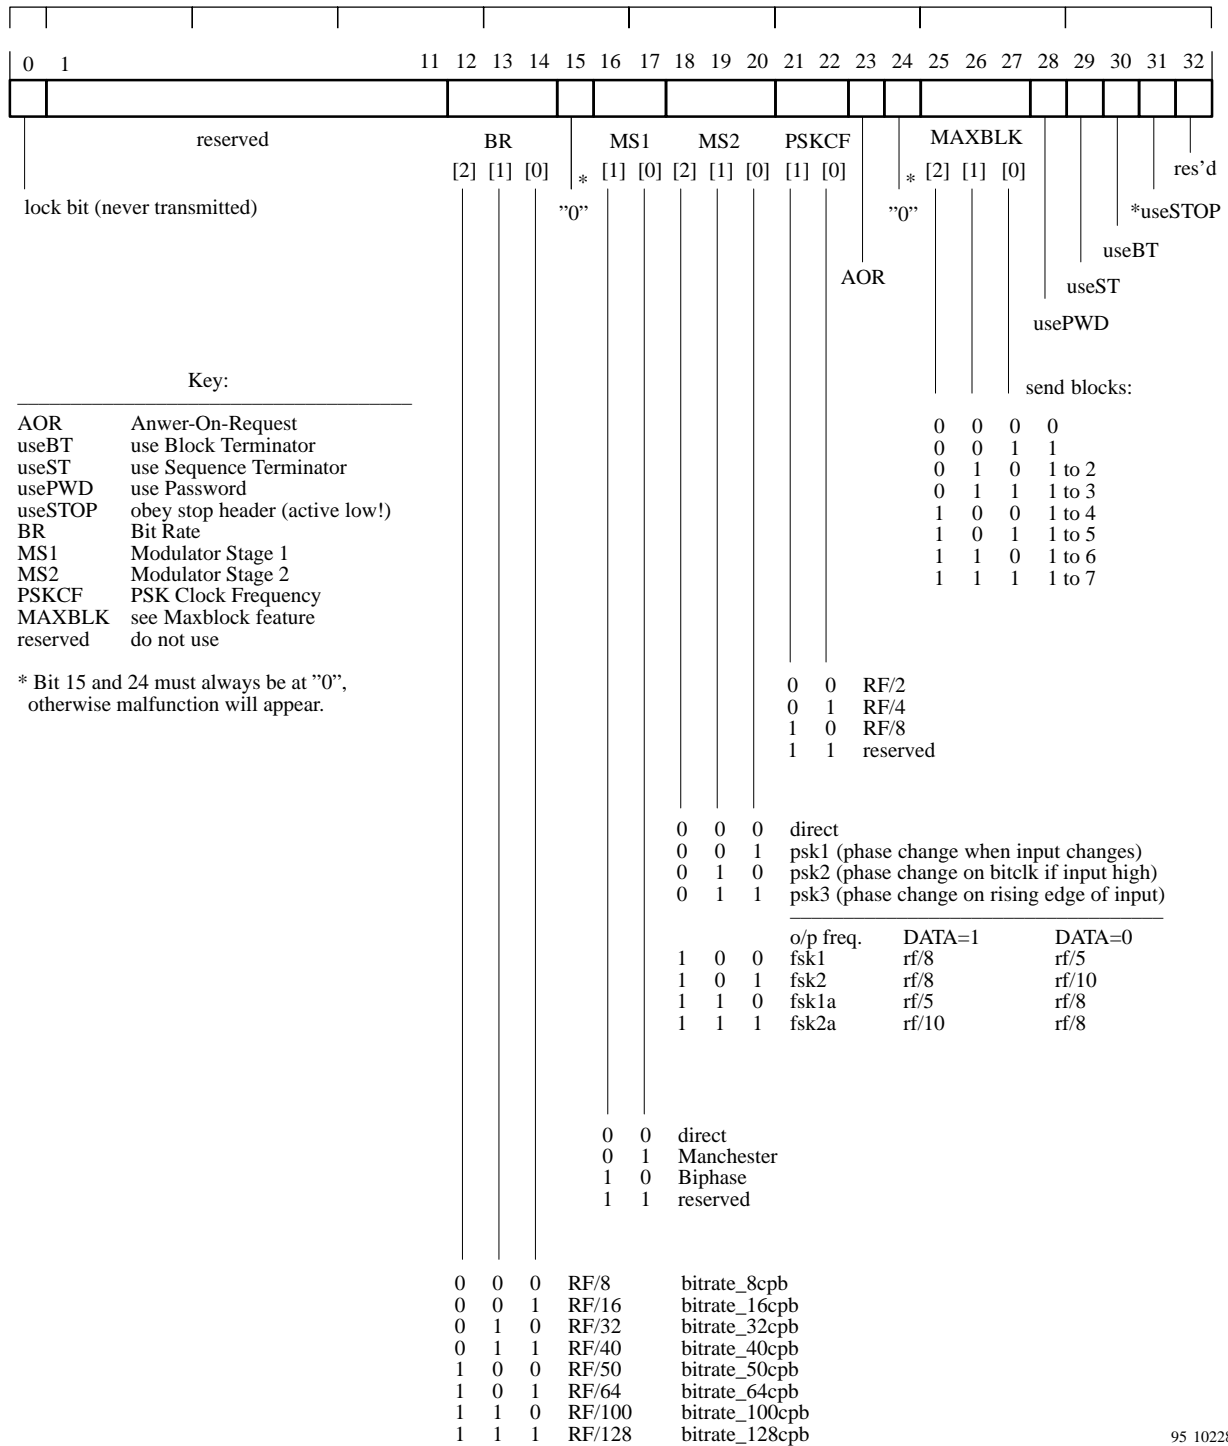 0 1 11 12 13 14 15 16 17 18 19 20 21 22 23 24 25 26 27 28 29 30 31 32
reserved BR MS1 MS2 PSKCF MAXBLK
[2] [1] [0] * [1] [0] [2] [1] [0] [1] [0] * [2] [1] [0] res’d
lock bit (never transmitted) ”0” ”0” *useSTOP
useBT
AOR useST
usePWD
Key:
AOR Anwer-On-Request
useBT use Block Terminator
useST use Sequence Terminator
usePWD use Password
useSTOP obey stop header (active low!)
BR Bit Rate
MS1 Modulator Stage 1
MS2 Modulator Stage 2
PSKCF PSK Clock Frequency
MAXBLK see Maxblock feature
reserved do not use
* Bit 15 and 24 must always be at ”0”,
otherwise malfunction will appear.
send blocks:
0 0 0 0
0 0 1 1
0 1 0 1 to 2
0 1 1 1 to 3
1 0 0 1 to 4
1 0 1 1 to 5
1 1 0 1 to 6
1 1 1 1 to 7
0 0 RF/2
0 1 RF/4
1 0 RF/8
1 1 reserved
0 0 0 direct
0 0 1 psk1 (phase change when input changes)
0 1 0 psk2 (phase change on bitclk if input high)
0 1 1 psk3 (phase change on rising edge of input)
o/p freq. DATA=1 DATA=0
1 0 0 fsk1 rf/8 rf/5
1 0 1 fsk2 rf/8 rf/10
1 1 0 fsk1a rf/5 rf/8
1 1 1 fsk2a rf/10 rf/8
0 0 direct
0 1 Manchester
1 0 Biphase
1 1 reserved
0 0 0 RF/8 bitrate_8cpb
0 0 1 RF/16 bitrate_16cpb
0 1 0 RF/32 bitrate_32cpb
0 1 1 RF/40 bitrate_40cpb
1 0 0 RF/50 bitrate_50cpb
1 0 1 RF/64 bitrate_64cpb
1 1 0 RF/100 bitrate_100cpb
1 1 1 RF/128 bitrate_128cpb
95 10228